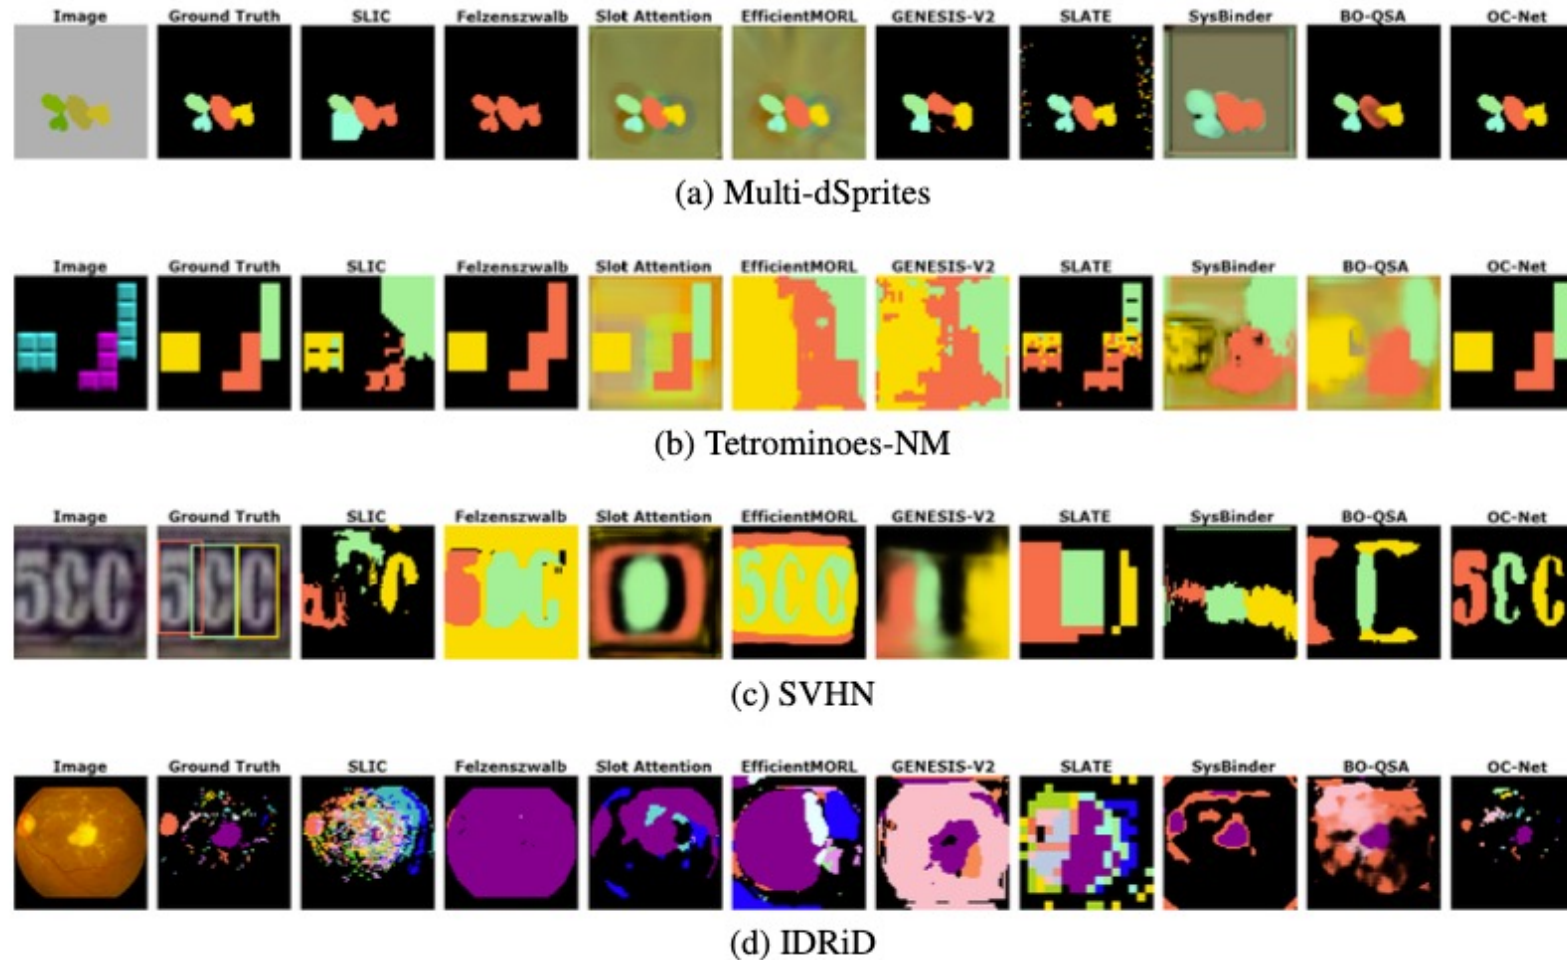 Image Ground Truth SLIC Felzenszwalb Slot Attention EfficientMORL GENESIS-V2 SLATE SysBinder BO-QSA OC-Net
(a) Multi-dSprites
Image Ground Truth SLIC Felzenszwalb Slot Attention EfficientMORL GENESIS-V2 SLATE SysBinder BO-QSA OC-Net
(b) Tetrominoes-NM
Image Ground Truth SLIC Felzenszwalb Slot Attention EfficientMORL GENESIS-V2 SLATE SysBinder BO-QSA OC-Net
(c) SVHN
Image Ground Truth SLIC Felzenszwalb Slot Attention EfficientMORL GENESIS-V2 SLATE SysBinder BO-QSA OC-Net
(d) IDRiD